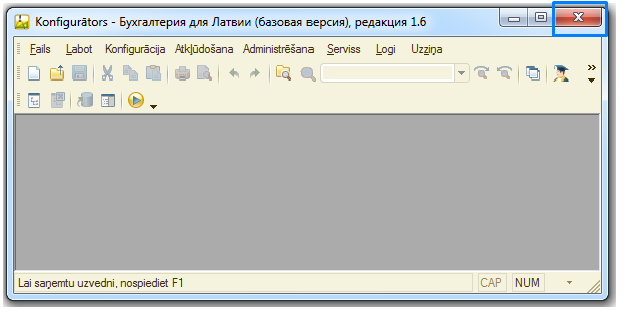 Konfigurātors - Бухгалтерия для Латвии (базовая версия), редакция 1.6
Fails Labot Konfigurācija Atkļūdošana Administrēšana Serviss Logi Uzziņa
Lai saņemtu uzvedni, nospiediet F1 CAP NUM